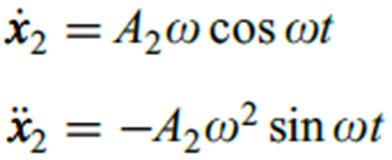 ẋ₂ = A₂ω cos ωt
ẍ₂ = −A₂ω² sin ωt